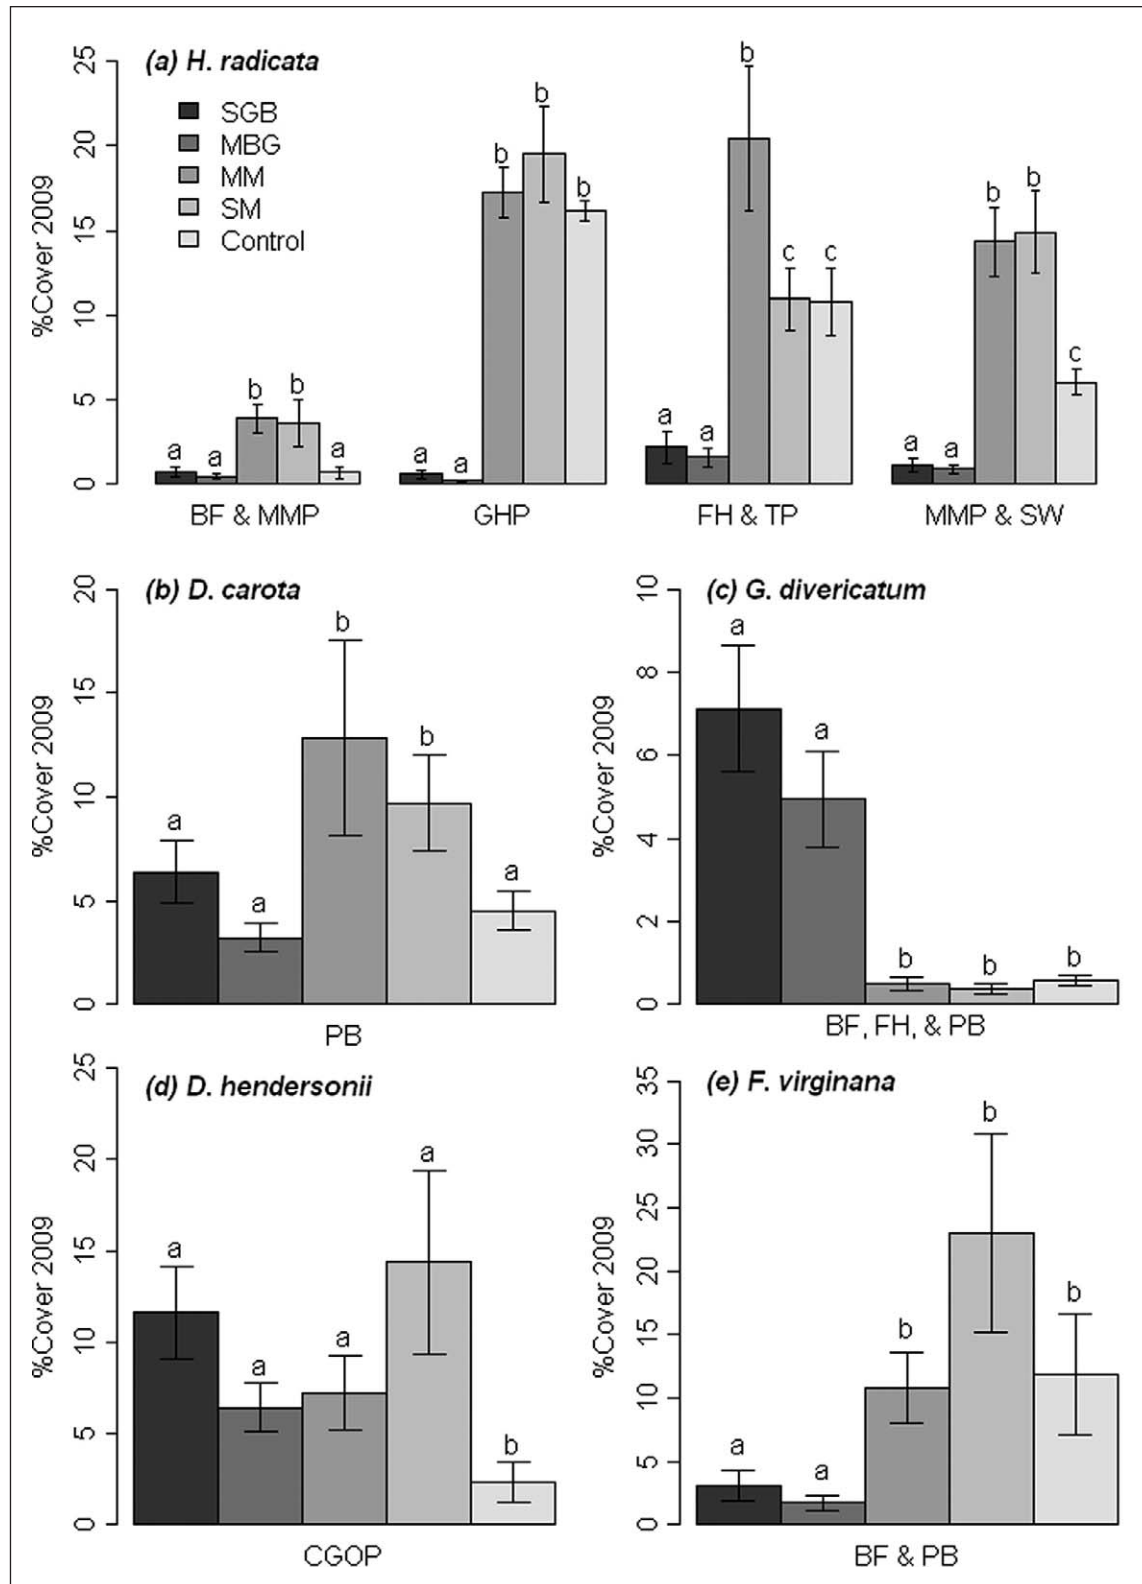 (a) H. radicata
SGB
MBG
MM
SM
Control
%Cover 2009
25
20
15
10
5
0
a
a
b
b
a
a
a
b
b
b
a
a
b
c
c
a
a
b
b
c
BF & MMP
GHP
FH & TP
MMP & SW
(b) D. carota
%Cover 2009
20
15
10
5
0
a
a
b
b
a
PB
(c) G. divericatum
%Cover 2009
10
8
6
4
2
0
a
a
b
b
b
BF, FH, & PB
(d) D. hendersonii
%Cover 2009
25
20
15
10
5
0
a
a
a
a
b
CGOP
(e) F. virginana
%Cover 2009
35
30
25
20
15
10
5
0
a
a
b
b
b
BF & PB